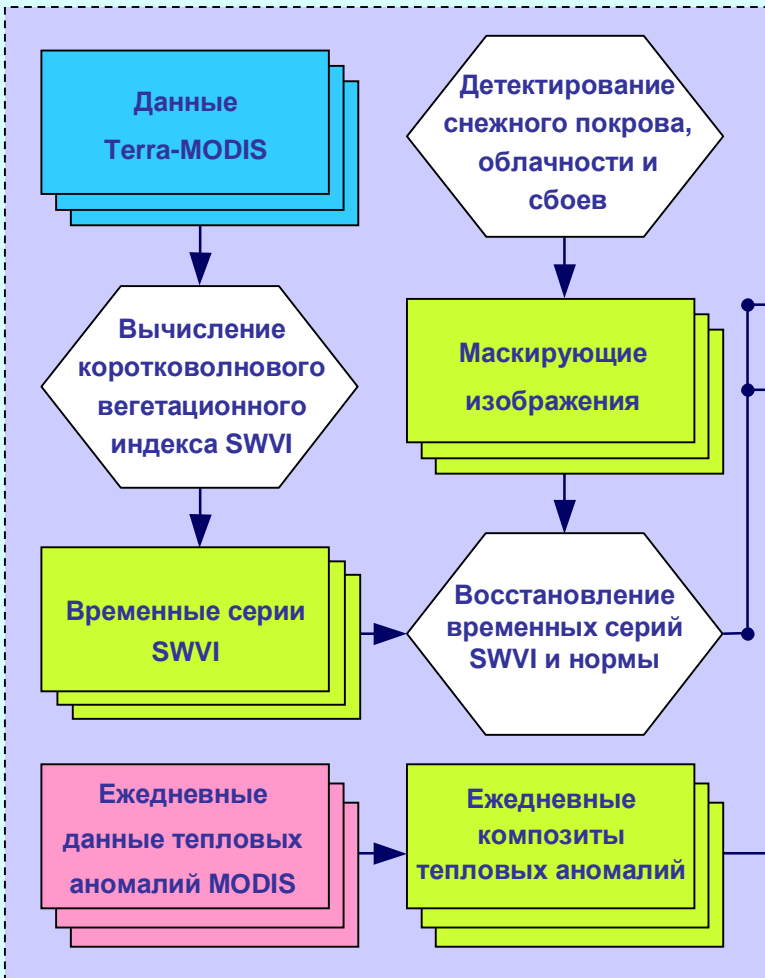 Данные
Terra-MODIS
Детектирование
снежного покрова,
облачности и
сбоев
Вычисление
коротковолнового
вегетационного
индекса SWVI
Маскирующие
изображения
Временные серии
SWVI
Восстановление
временных серий
SWVI и нормы
Ежедневные
данные тепловых
аномалий MODIS
Ежедневные
композиты
тепловых аномалий